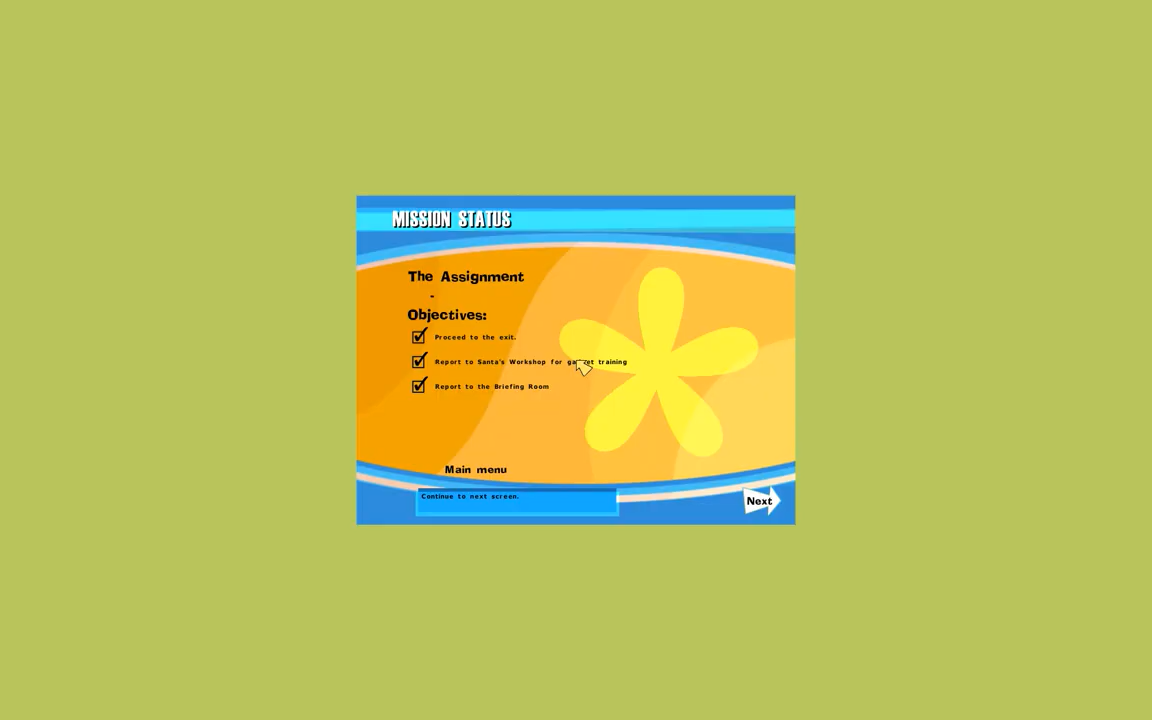 MISSION STATUS
The Assignment
-
Objectives:
Proceed to the exit.
Report to Santa's Workshop for gadget training
Report to the Briefing Room
Main menu
Continue to next screen.
Next